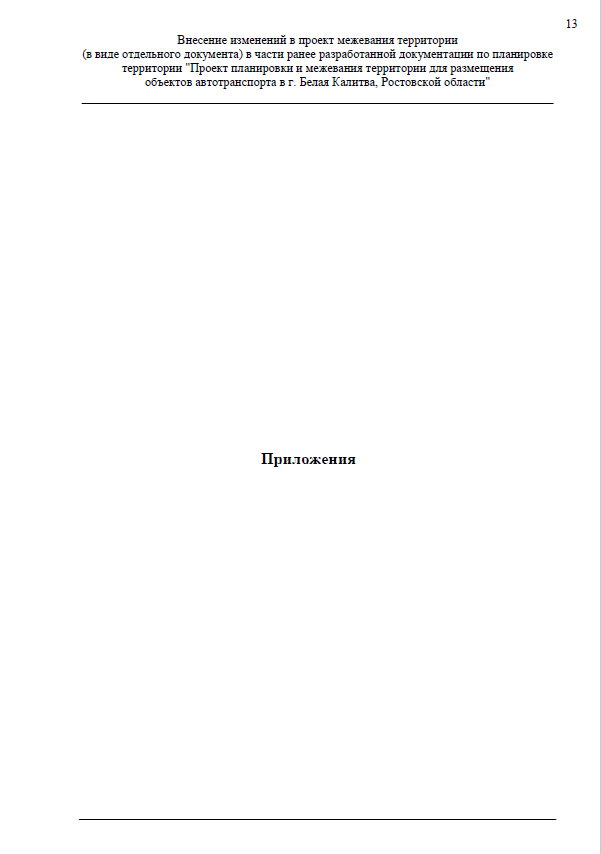 13
Внесение изменений в проект межевания территории
(в виде отдельного документа) в части ранее разработанной документации по планировке
территории "Проект планировки и межевания территории для размещения
объектов автотранспорта в г. Белая Калитва, Ростовской области"
Приложения